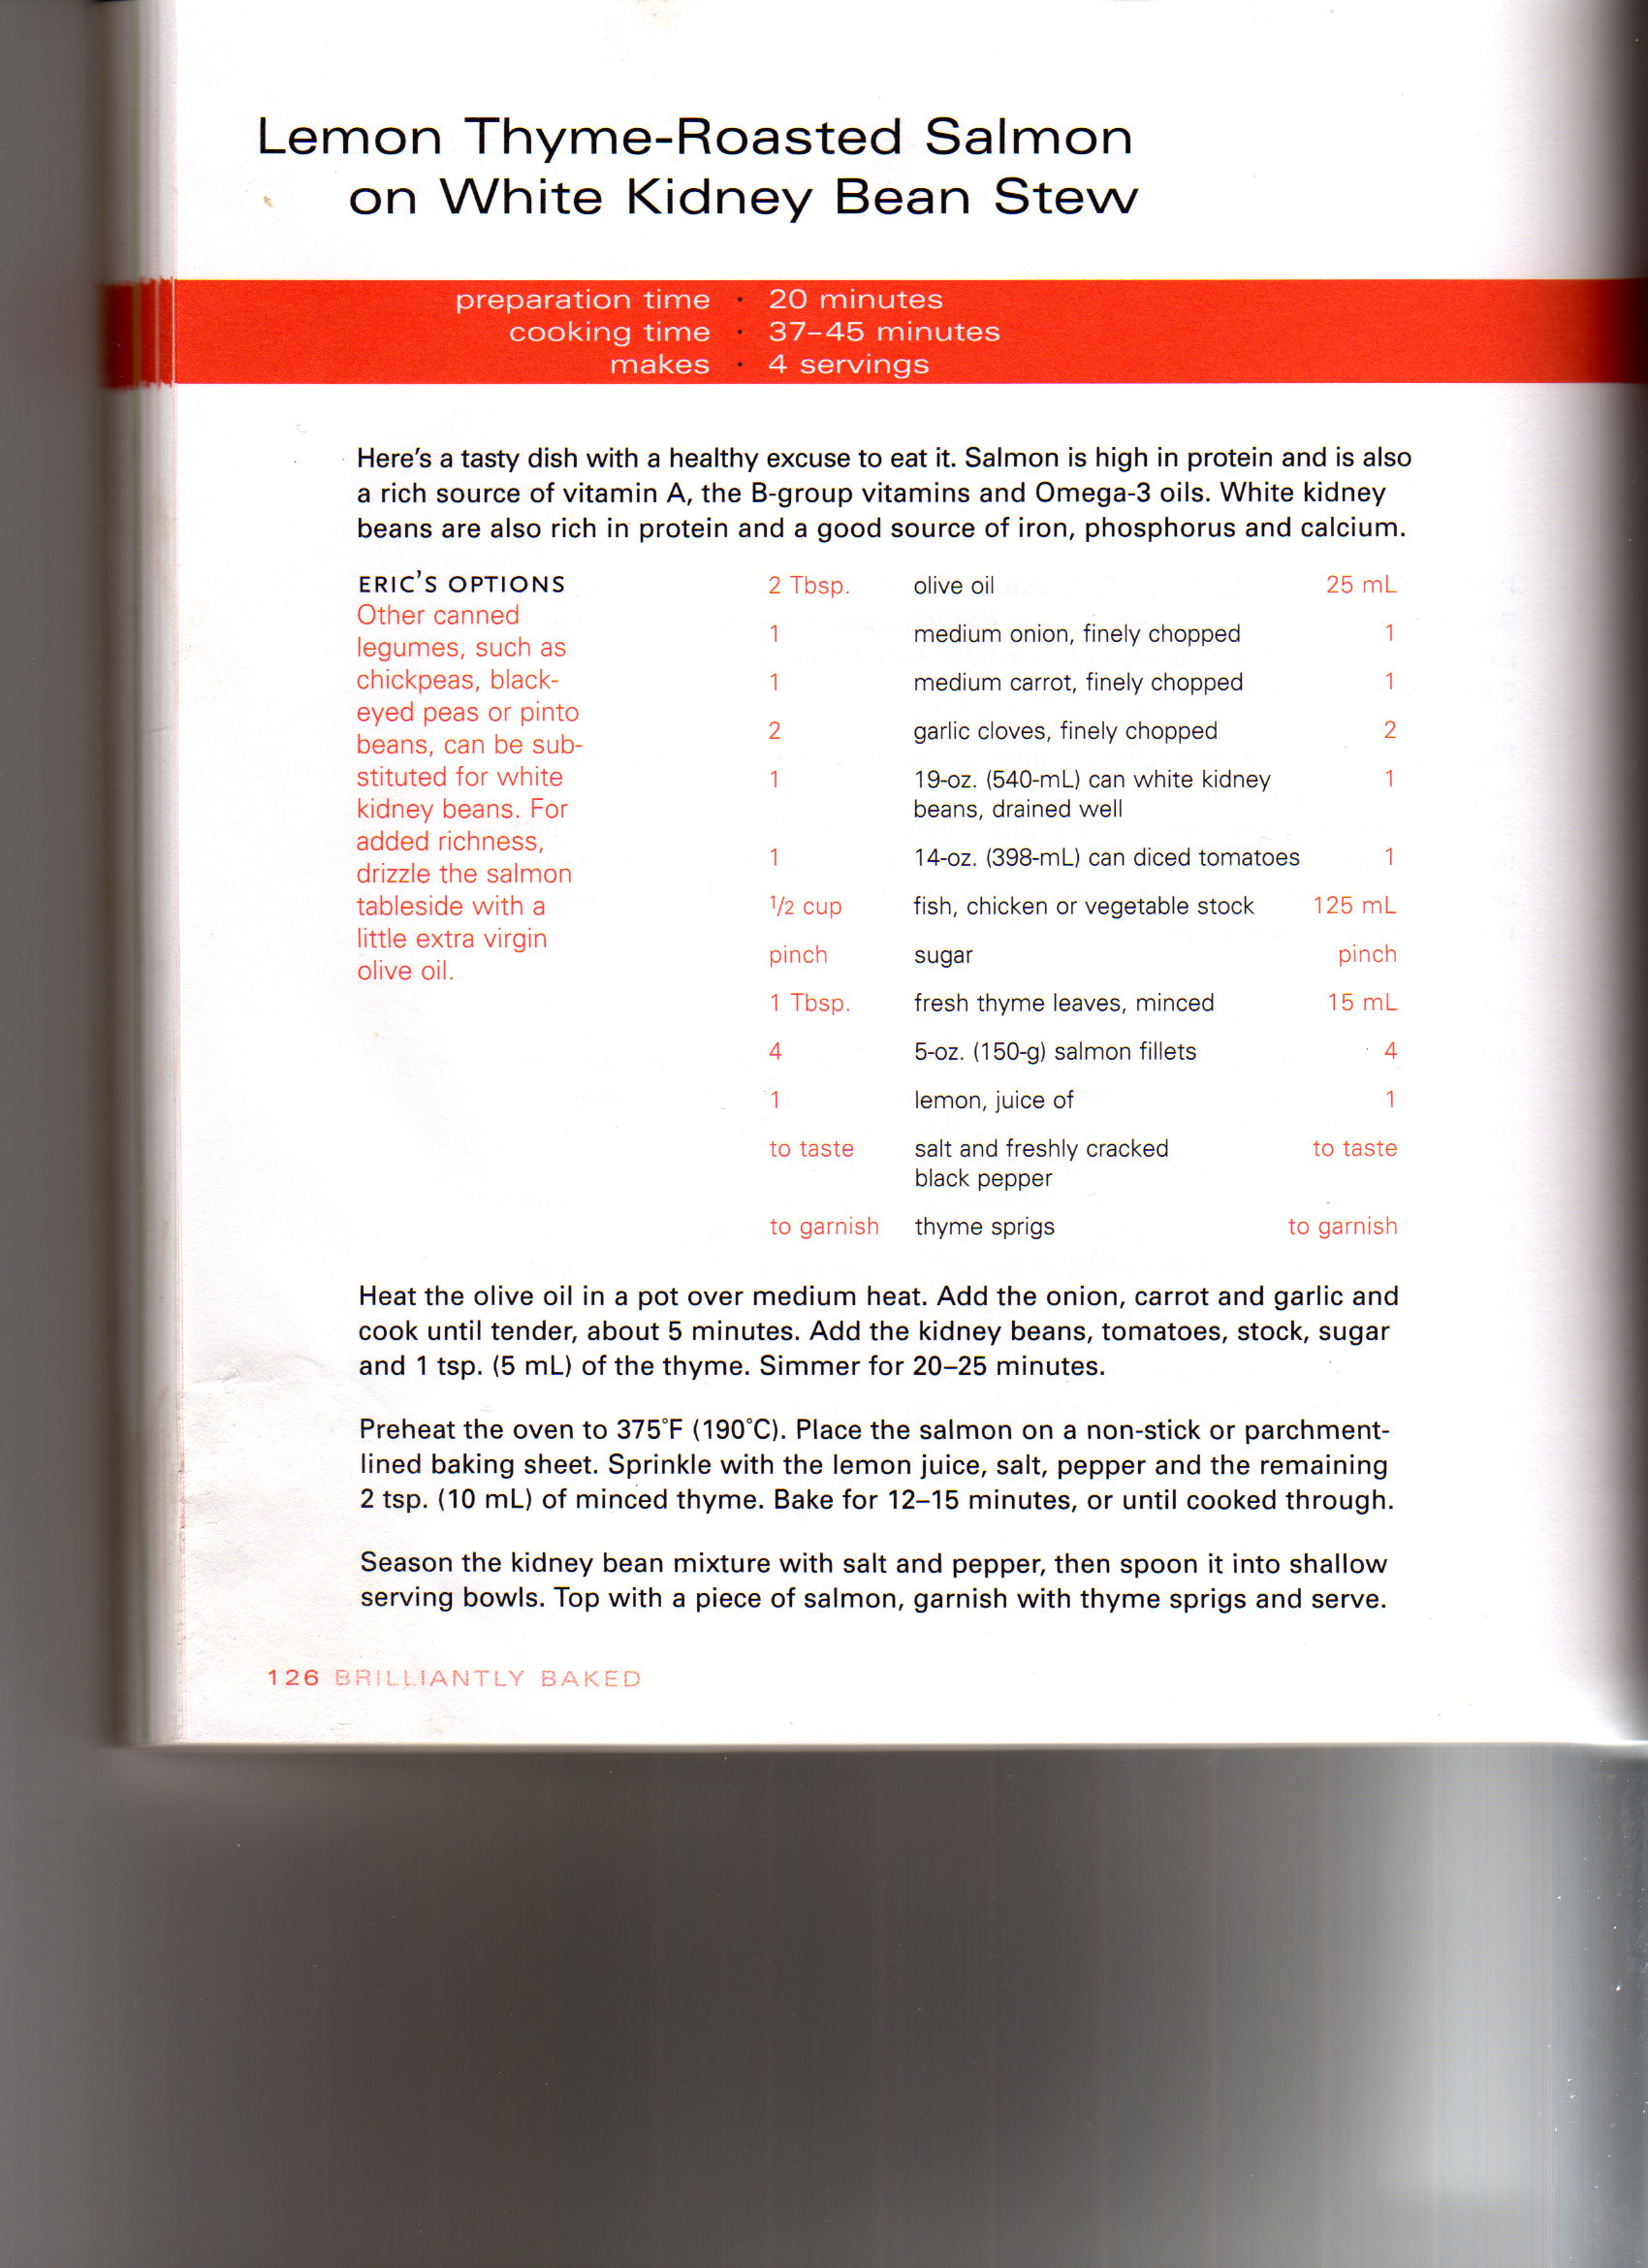 Lemon Thyme-Roasted Salmon
on White Kidney Bean Stew
preparation time · 20 minutes
cooking time · 37–45 minutes
makes · 4 servings
Here's a tasty dish with a healthy excuse to eat it. Salmon is high in protein and is also
a rich source of vitamin A, the B-group vitamins and Omega-3 oils. White kidney
beans are also rich in protein and a good source of iron, phosphorus and calcium.
ERIC'S OPTIONS
Other canned
legumes, such as
chickpeas, black-
eyed peas or pinto
beans, can be sub-
stituted for white
kidney beans. For
added richness,
drizzle the salmon
tableside with a
little extra virgin
olive oil.
2 Tbsp. olive oil 25 mL
1 medium onion, finely chopped 1
1 medium carrot, finely chopped 1
2 garlic cloves, finely chopped 2
1 19-oz. (540-mL) can white kidney 1
beans, drained well
1 14-oz. (398-mL) can diced tomatoes 1
1/2 cup fish, chicken or vegetable stock 125 mL
pinch sugar pinch
1 Tbsp. fresh thyme leaves, minced 15 mL
4 5-oz. (150-g) salmon fillets 4
1 lemon, juice of 1
to taste salt and freshly cracked to taste
black pepper
to garnish thyme sprigs to garnish
Heat the olive oil in a pot over medium heat. Add the onion, carrot and garlic and
cook until tender, about 5 minutes. Add the kidney beans, tomatoes, stock, sugar
and 1 tsp. (5 mL) of the thyme. Simmer for 20–25 minutes.
Preheat the oven to 375°F (190°C). Place the salmon on a non-stick or parchment-
lined baking sheet. Sprinkle with the lemon juice, salt, pepper and the remaining
2 tsp. (10 mL) of minced thyme. Bake for 12–15 minutes, or until cooked through.
Season the kidney bean mixture with salt and pepper, then spoon it into shallow
serving bowls. Top with a piece of salmon, garnish with thyme sprigs and serve.
126 BRILLIANTLY BAKED